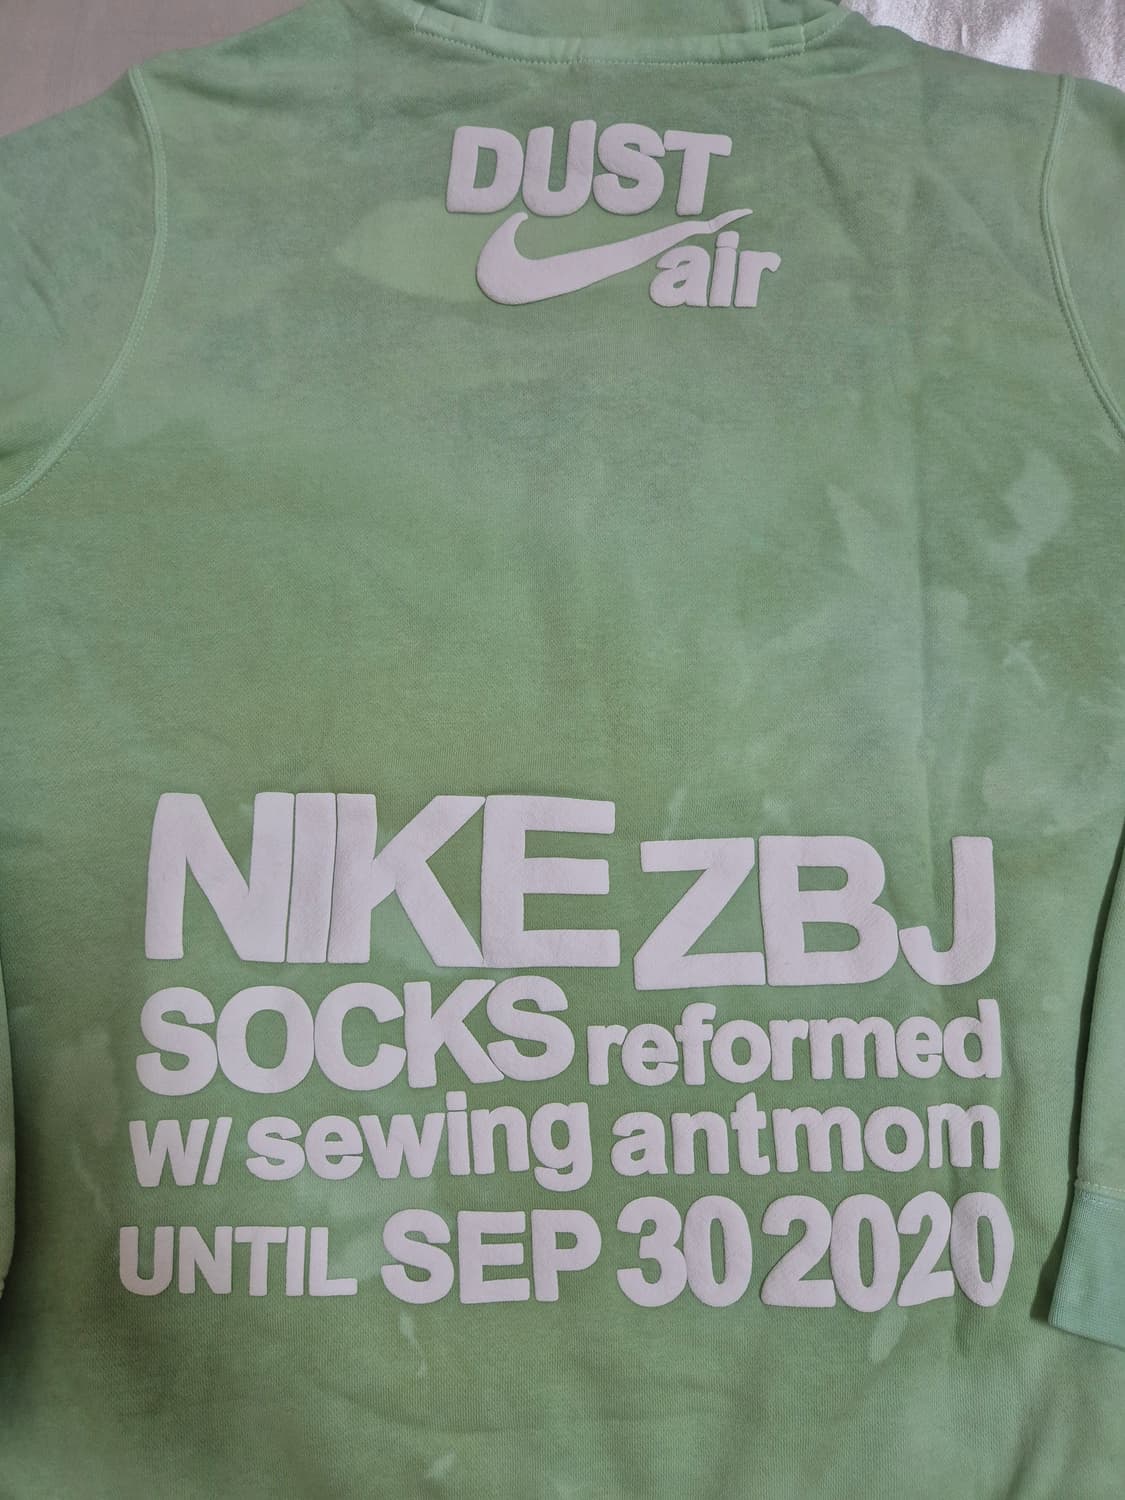 DUST
air
NIKE ZBJ
SOCKS reformed
W/ sewing antmom
UNTIL SEP 30 2020